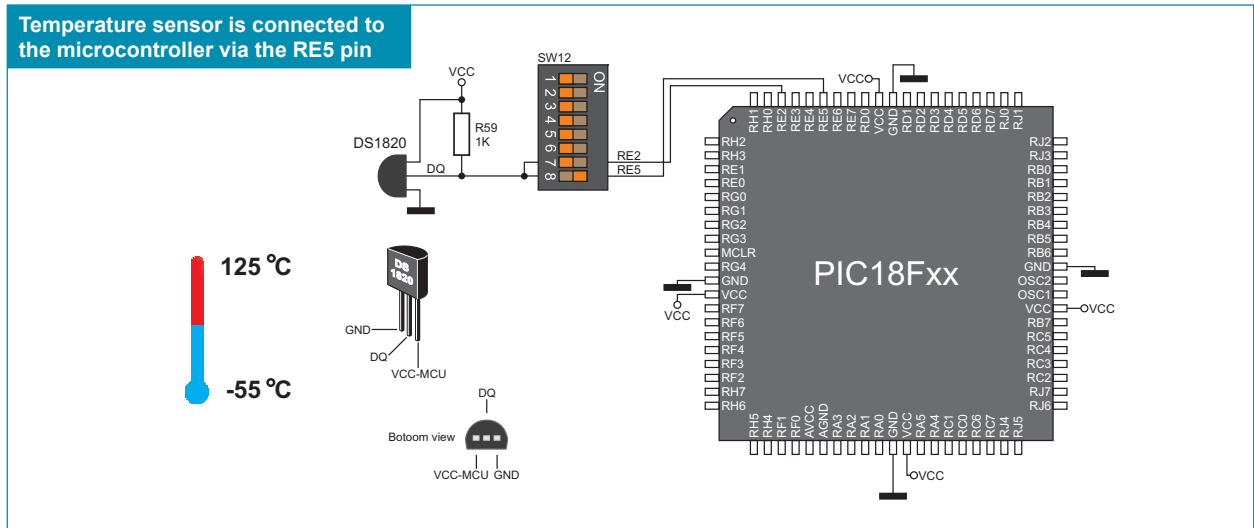 Temperature sensor is connected to
the microcontroller via the RE5 pin
SW12
VCC
R59
1K
DS1820
DQ
ON
1
2
3
4
5
6
7
8
RE2
RE5
VCC
RH1
RH0
RE2
RE3
RE4
RE5
RE6
RE7
RD0
VCC
GND
RD1
RD2
RD3
RD4
RD5
RD6
RD7
RJ0
RJ1
RH2
RH3
RE1
RE0
RG0
RG1
RG2
RG3
MCLR
RG4
GND
VCC
RF7
RF6
RF5
RF4
RF3
RF2
RH7
RH6
VCC
PIC18Fxx
RJ2
RJ3
RB0
RB1
RB2
RB3
RB4
RB5
RB6
GND
OSC2
OSC1
VCC
RB7
RC5
RC4
RC3
RC2
RJ7
RJ6
VCC
RH5
RH4
RF1
RF0
AVCC
AGND
RA3
RA2
RA1
RA0
GND
VCC
RA5
RA4
RC1
RC0
RC6
RC7
RJ4
RJ5
VCC
125 °C
-55 °C
DS
1820
GND
DQ
VCC-MCU
DQ
Botoom view
VCC-MCU GND